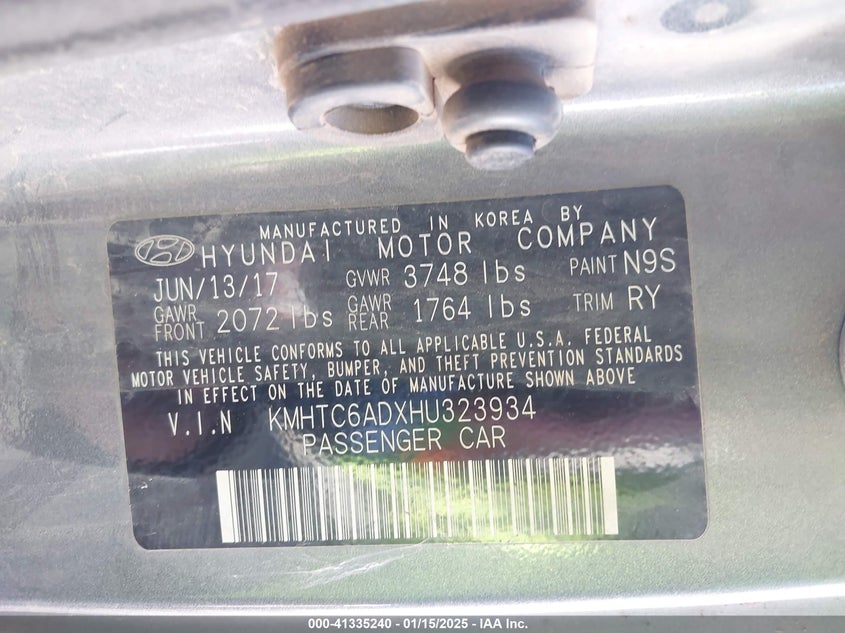 MANUFACTURED IN KOREA BY
HYUNDAI MOTOR COMPANY
JUN/13/17 GVWR 3748 lbs PAINT N9S
GAWR FRONT 2072 lbs GAWR REAR 1764 lbs TRIM RY
THIS VEHICLE CONFORMS TO ALL APPLICABLE U.S.A. FEDERAL
MOTOR VEHICLE SAFETY, BUMPER, AND THEFT PREVENTION STANDARDS
IN EFFECT ON THE DATE OF MANUFACTURE SHOWN ABOVE
V.I.N KMHTC6ADXHU323934
PASSENGER CAR
000-41335240 - 01/15/2025 - IAA Inc.